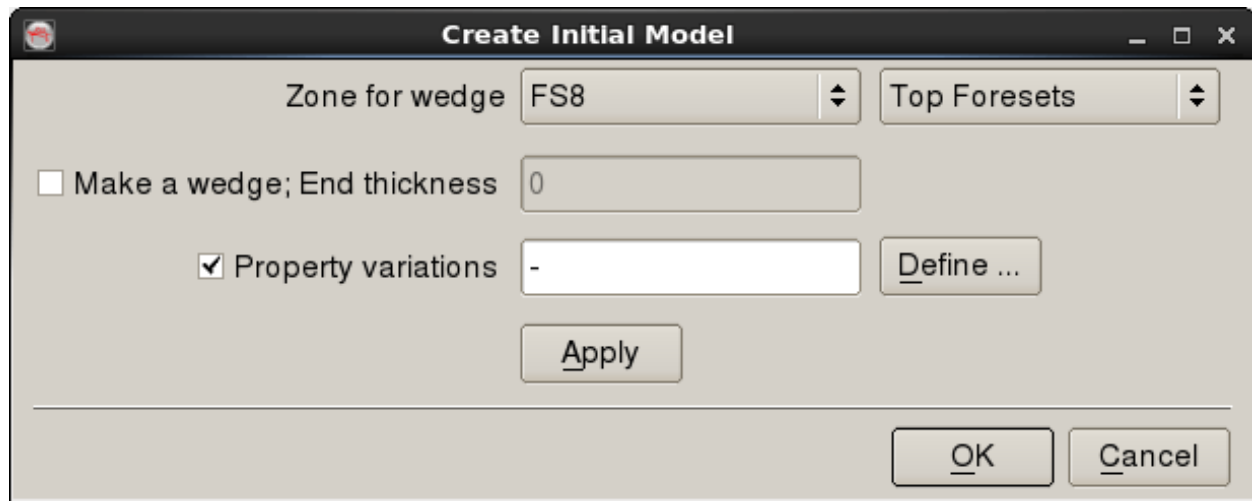 Create Initial Model
Zone for wedge FS8 Top Foresets
Make a wedge; End thickness 0
Property variations - Define ...
Apply
OK Cancel